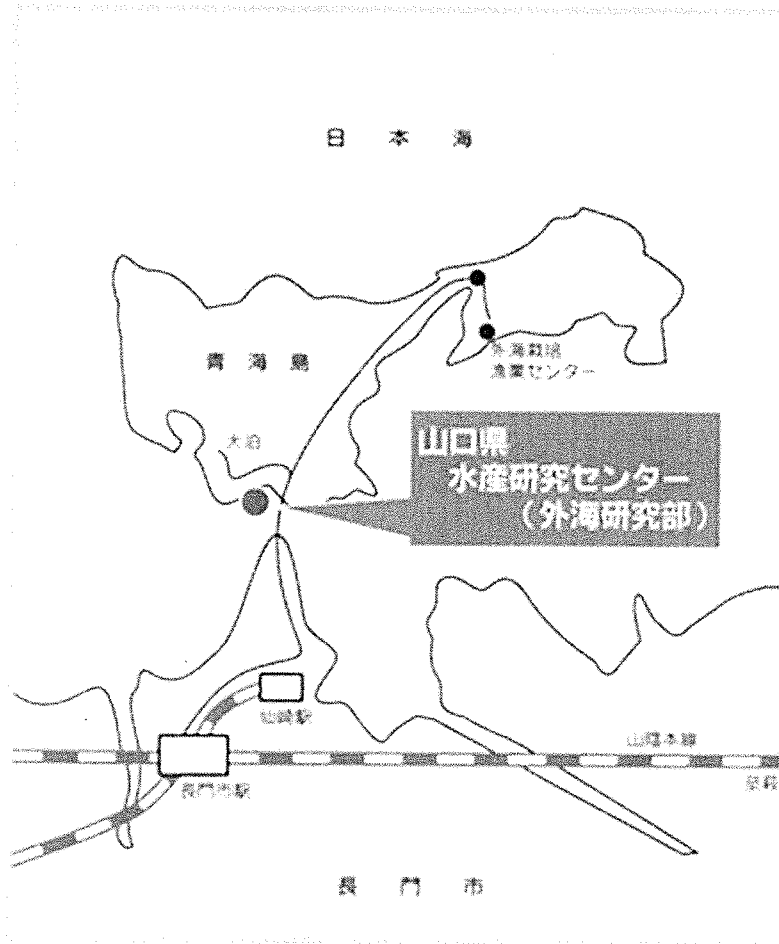 日本海
青海島
外海栽培
漁業センター
大泊
山口県
水産研究センター
(外海研究部)
仙崎駅
山陰本線
長門市駅
至萩
長門市